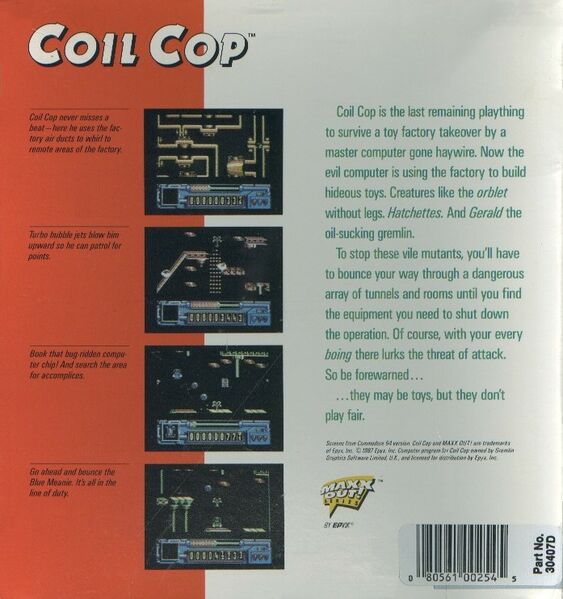 COIL COP™
Coil Cop never misses a
beat—here he uses the fac-
tory air ducts to whirl to
remote areas of the factory.
Turbo bubble jets blow him
upward so he can patrol for
points.
Book that bug-ridden compu-
ter chip! And search the area
for accomplices.
Go ahead and bounce the
Blue Meanie. It's all in the
line of duty.
Coil Cop is the last remaining plaything
to survive a toy factory takeover by a
master computer gone haywire. Now the
evil computer is using the factory to build
hideous toys. Creatures like the orblet
without legs. Hatchettes. And Gerald the
oil-sucking gremlin.
To stop these vile mutants, you'll have
to bounce your way through a dangerous
array of tunnels and rooms until you find
the equipment you need to shut down
the operation. Of course, with your every
boing there lurks the threat of attack.
So be forewarned...
...they may be toys, but they don't
play fair.
Screens from Commodore 64 version. Coil Cop and MAXX OUT! are trademarks
of Epyx, Inc. © 1987 Epyx, Inc. Computer program for Coil Cop owned by Gremlin
Graphics Software Limited, U.K., and licensed for distribution by Epyx, Inc.
MAXX
OUT!™
SERIES
BY EPYX®
0 80561 00254 5
Part No.
30407D